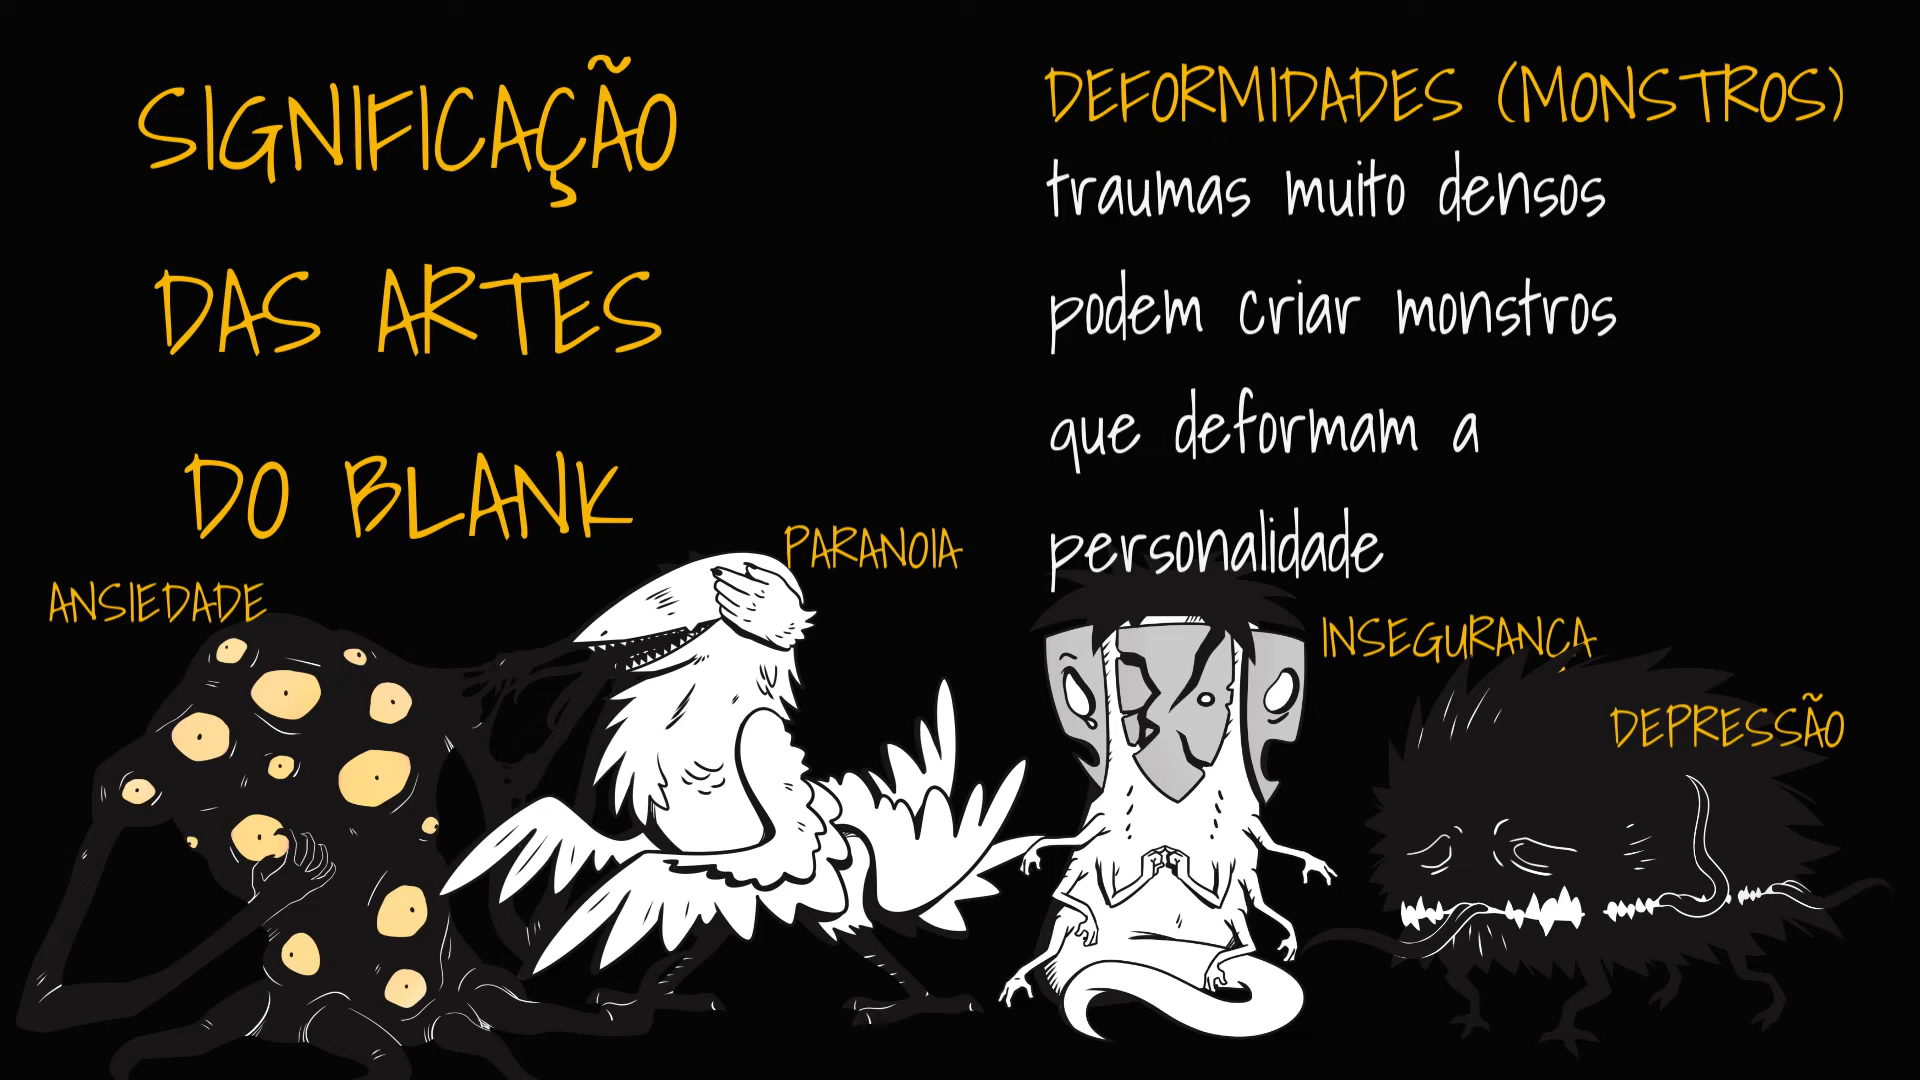 SIGNIFICAÇÃO
DAS ARTES
DO BLANK
DEFORMIDADES (MONSTROS)
traumas muito densos
podem criar monstros
que deformam a
personalidade
ANSIEDADE
PARANOIA
INSEGURANÇA
DEPRESSÃO